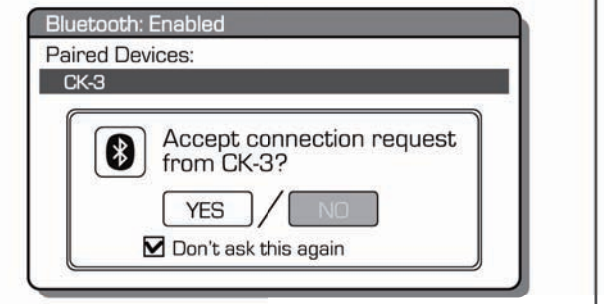 Bluetooth: Enabled
Paired Devices:
CK-3
Accept connection request
from CK-3?
YES / NO
Don't ask this again